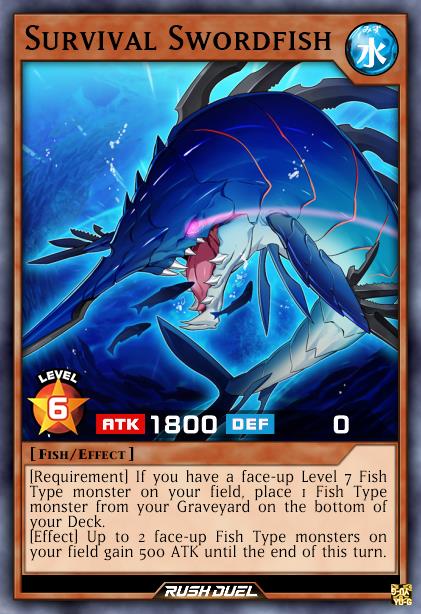 Survival Swordfish
みず
水
LEVEL
6
ATK 1800 DEF 0
[Fish/Effect]
[Requirement] If you have a face-up Level 7 Fish
Type monster on your field, place 1 Fish Type
monster from your Graveyard on the bottom of
your Deck.
[Effect] Up to 2 face-up Fish Type monsters on
your field gain 500 ATK until the end of this turn.
RUSH DUEL